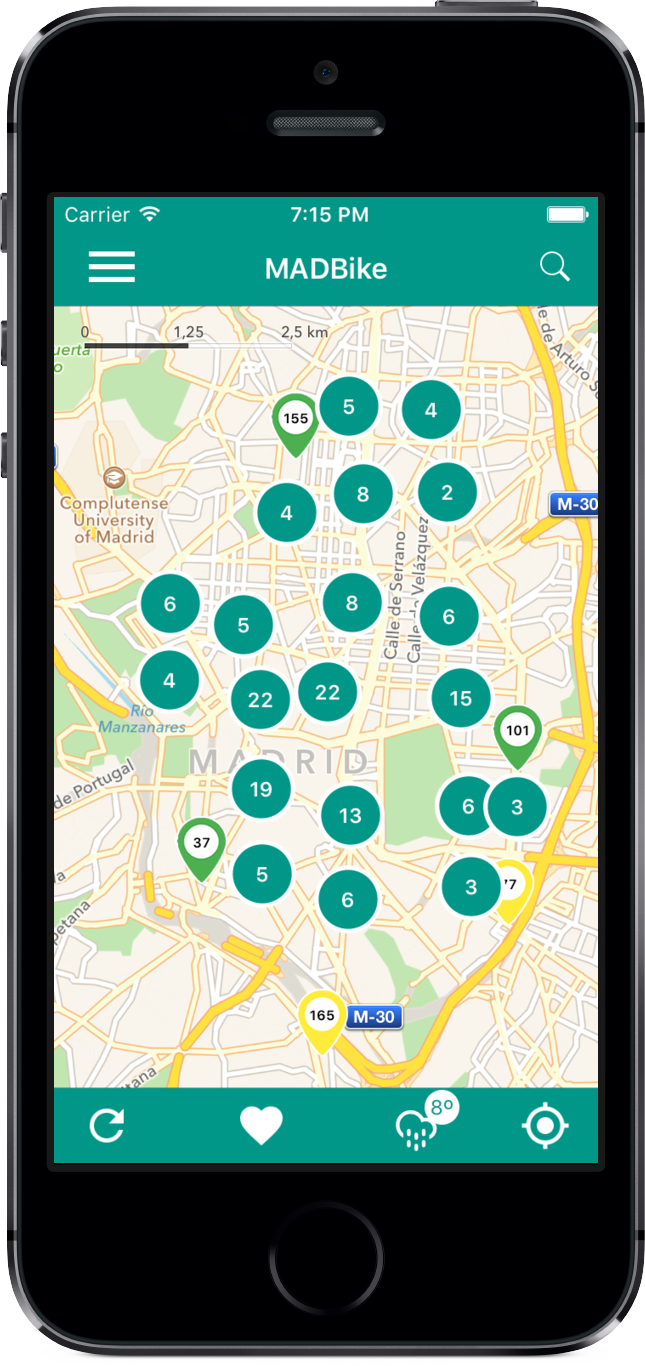 Carrier
7:15 PM
MADBike
0 1,25 2,5 km
le de Arturo S
uerta
o
5
155
4
Complutense
University
of Madrid
8
2
M-30
4
Calle de Serrano
Calle de Velázquez
6
8
5
6
4
22
22
15
Río
Manzanares
101
MADRID
de Portugal
19
6
3
13
37
5
3
77
6
petana
165
M-30
itana
8º